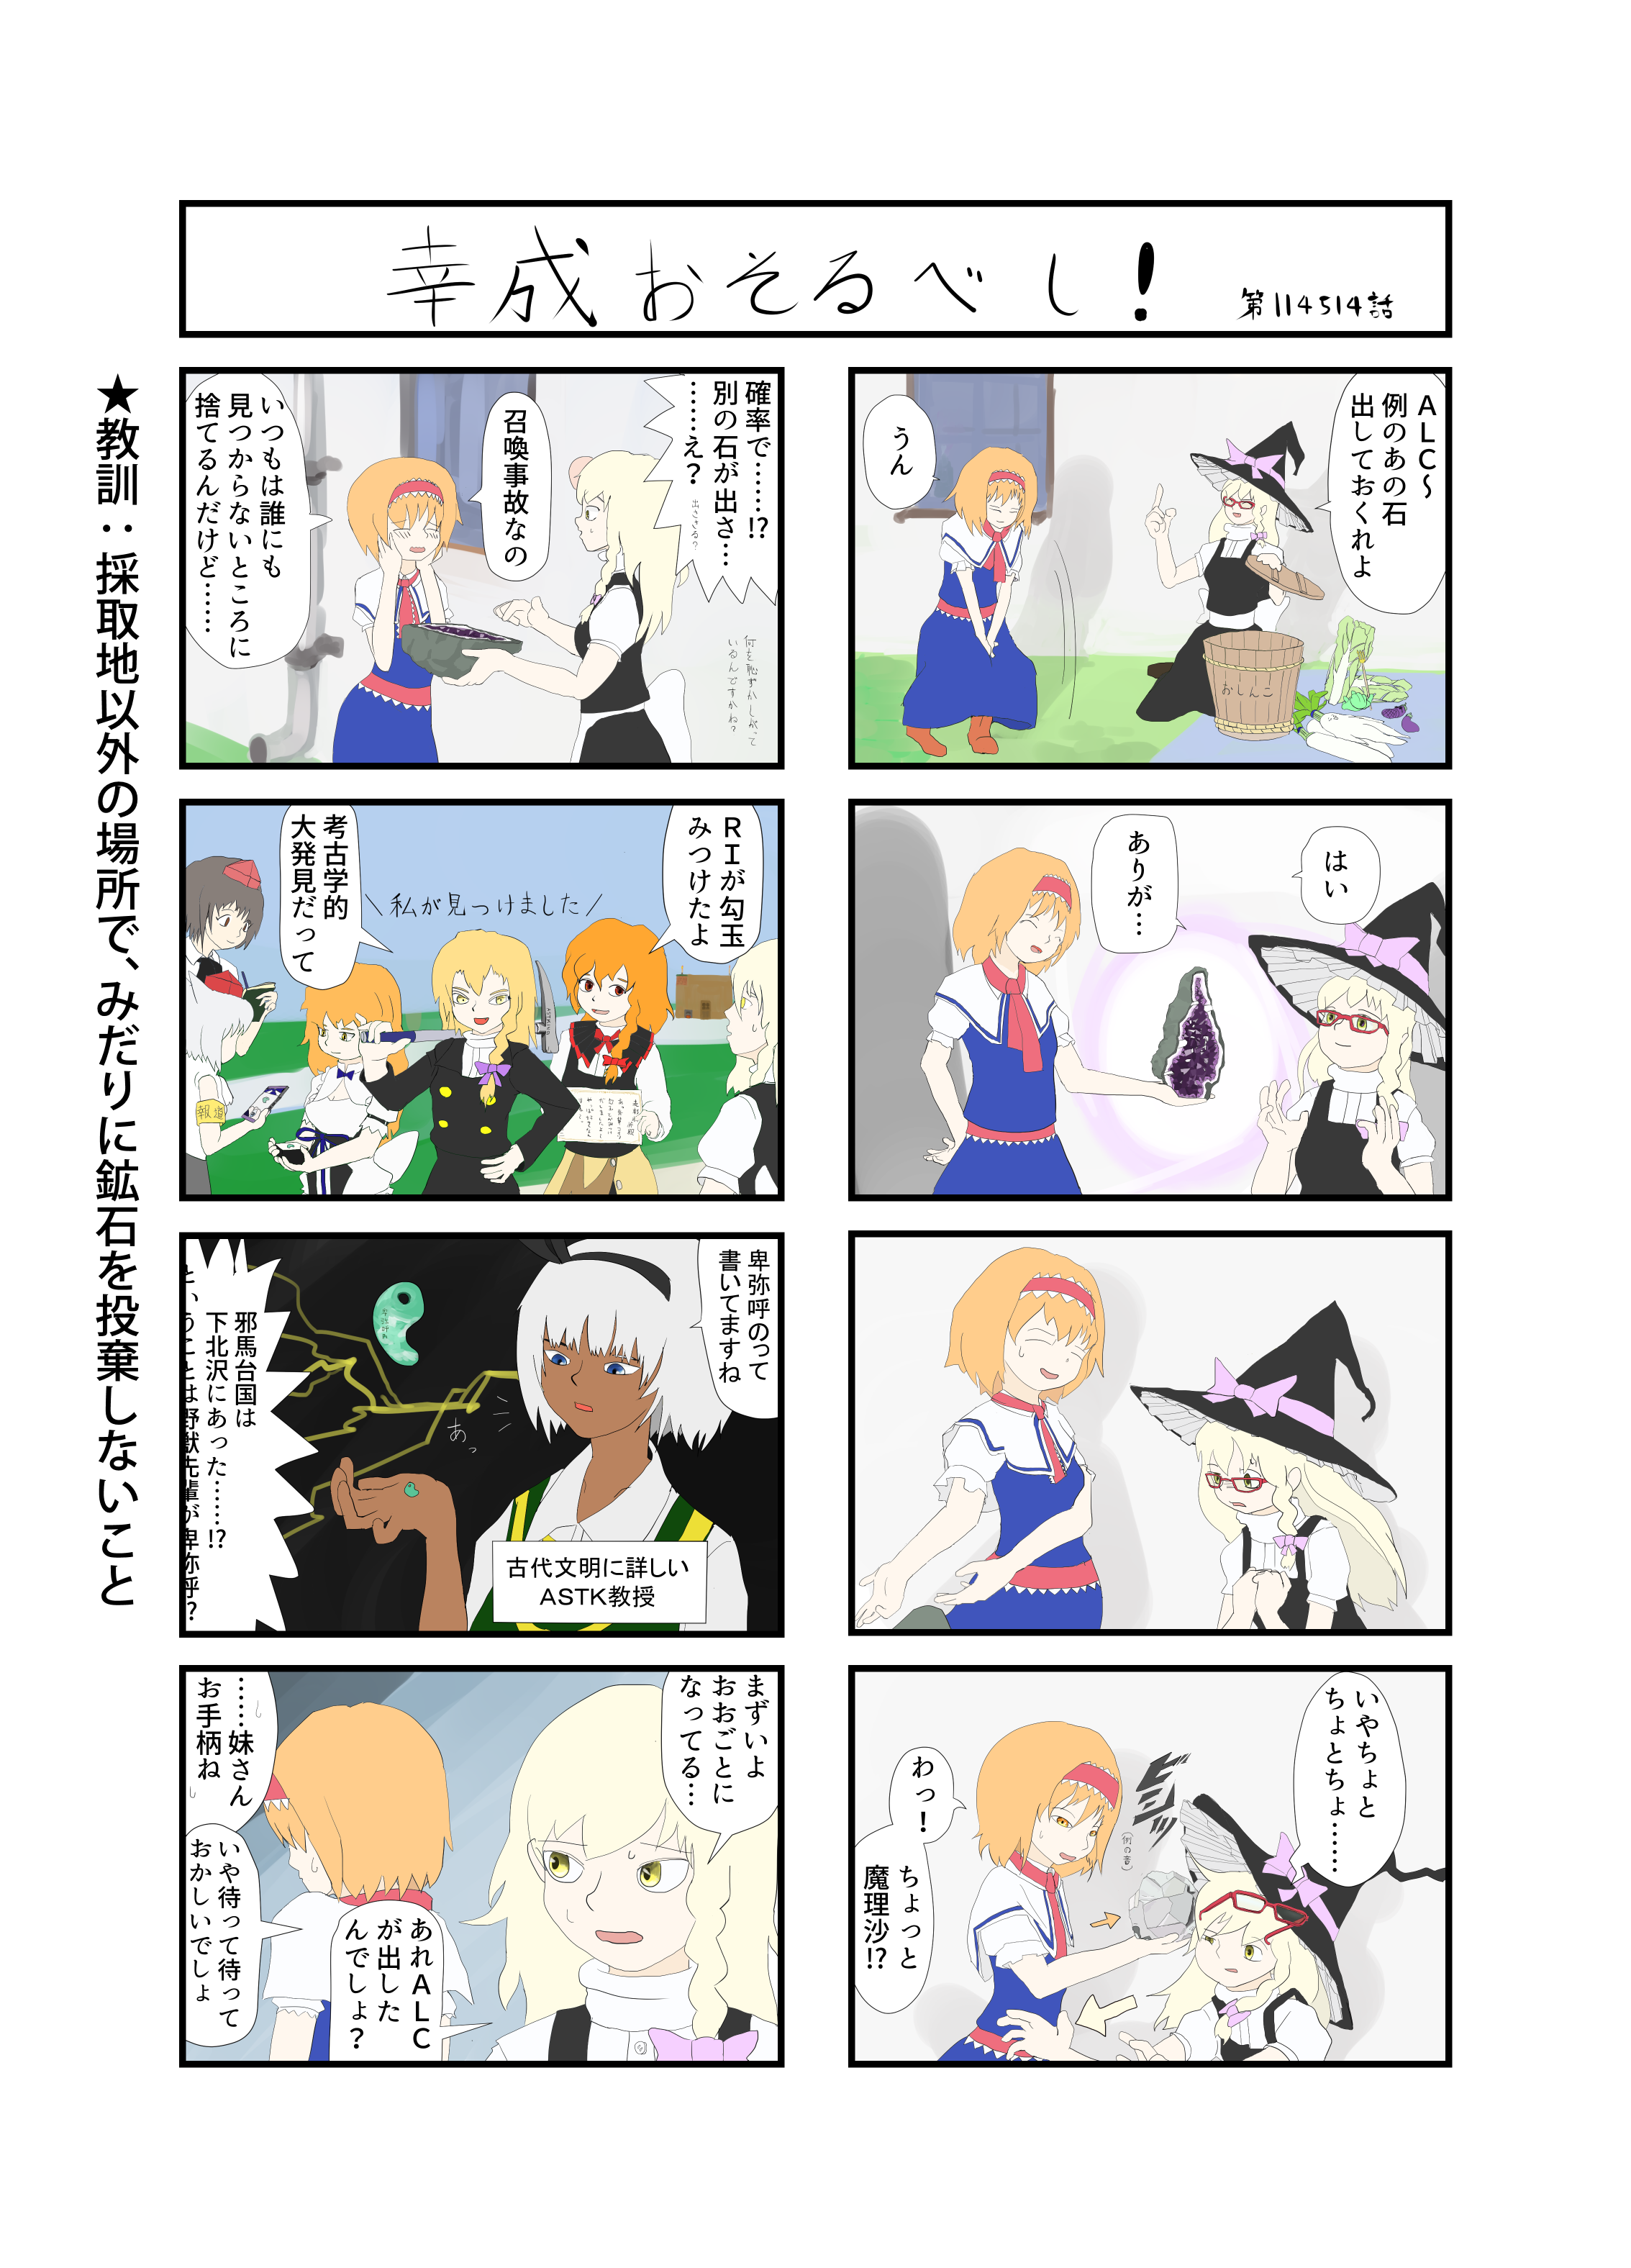 幸成おそるべし!
第114514話
ALC～
例のあの石
出しておくれよ
うん
おしんこ
はい
ありが…
いやちょと
ちょとちょ……
(例の音)
わっ!
ちょっと
魔理沙!?
確率で……!?
別の石が出さ…
……え?
出さ去る?
召喚事故なの
いつもは誰にも
見つからないところに
捨てるんだけど……
何を恥ずかしがって
いるんですかね?
RIが勾玉
みつけたよ
\私が見つけました/
考古学的
大発見だって
報道
卑弥呼のって
書いてますね
あっ
古代文明に詳しい
ASTK教授
邪馬台国は
下北沢にあった……!?
ということは野獣先輩が卑弥呼?
まずいよ
おおごとに
なってる…
……妹さん
お手柄ね
あれALC
が出した
んでしょ?
いや待って待って
おかしいでしょ
★教訓：採取地以外の場所で、みだりに鉱石を投棄しないこと